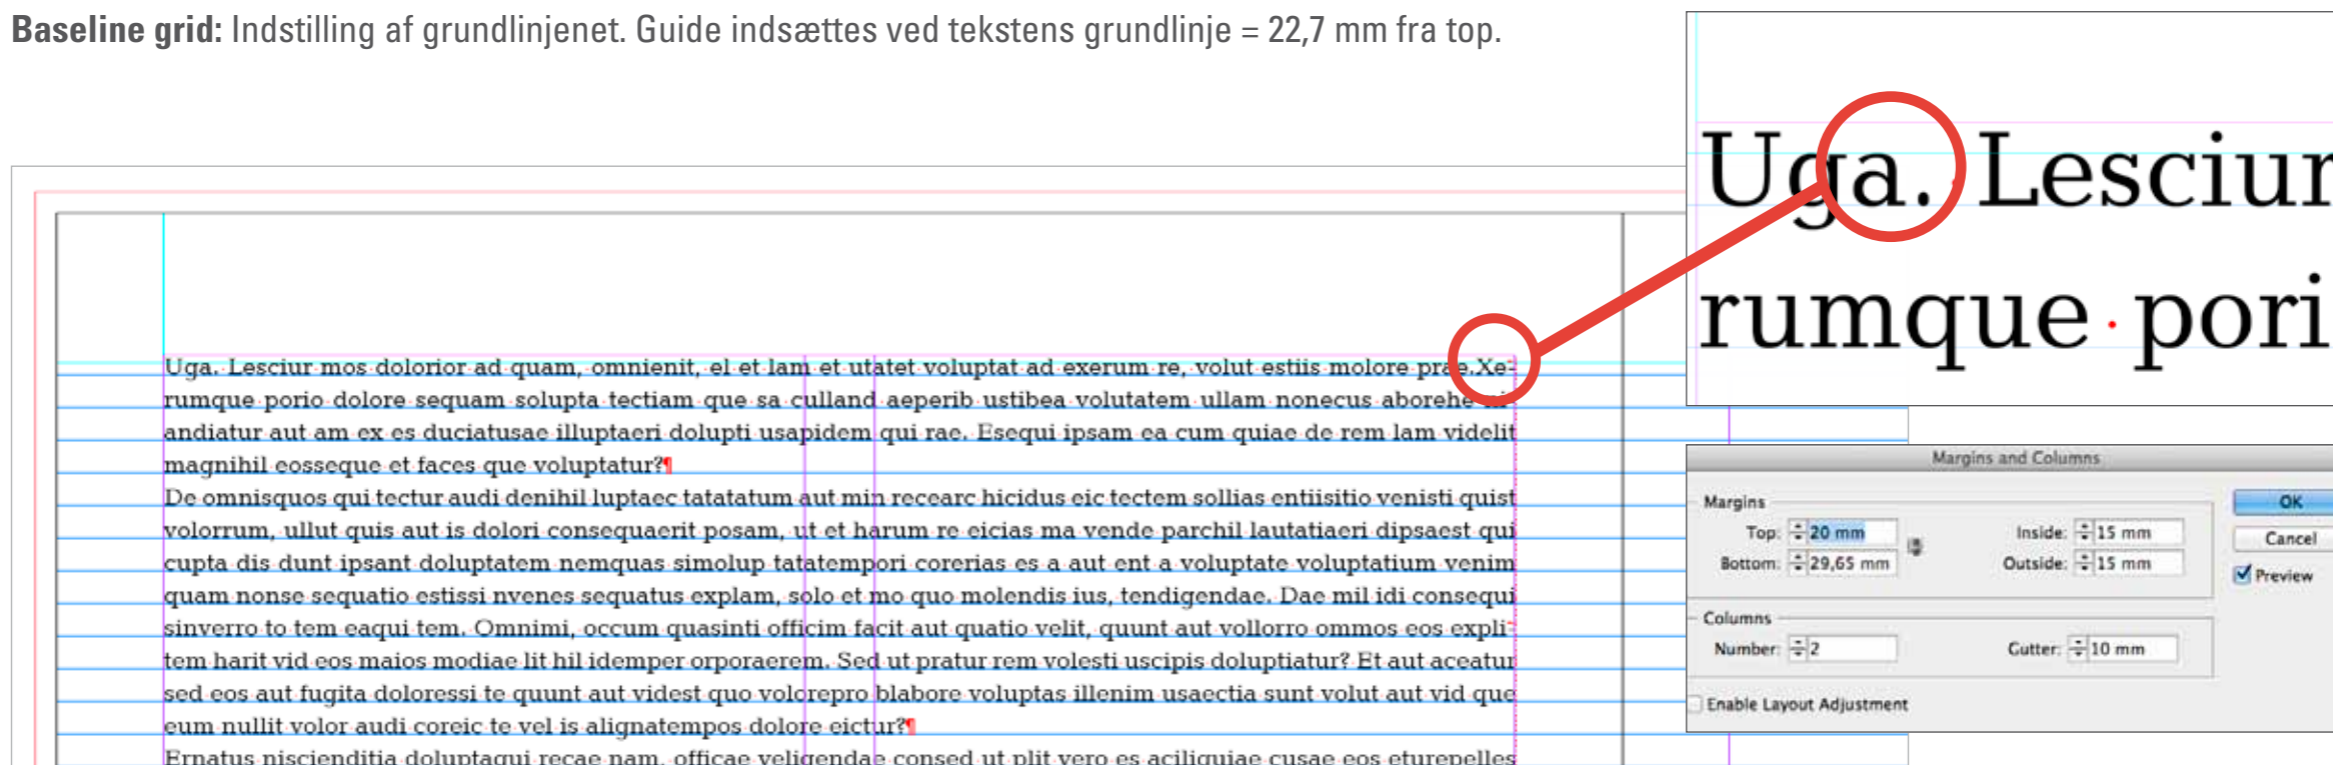 Baseline grid: Indstilling af grundlinjenet. Guide indsættes ved tekstens grundlinje = 22,7 mm fra top.
Uga. Lesciur
rumque pori
Uga. Lesciur mos dolorior ad quam, omnienit, el et lam et utatet voluptat ad exerum re, volut estiis molore prae.Xe-
rumque porio dolore sequam solupta tectiam que sa culland aeperib ustibea volutatem ullam nonecus aborehe
andiatur aut am ex es duciatusae illuptaeri dolupti usapidem qui rae. Esequi ipsam ea cum quiae de rem lam videlit
magnihil eosseque et faces que voluptatur?¶
De omnisquos qui tectur audi denihil luptaec tatatatum aut min recearc hicidus eic tectem sollias entiisitio venisti quist
volorrum, ullut quis aut is dolori consequaerit posam, ut et harum re eicias ma vende parchil lautatiaeri dipsaest qui
cupta dis dunt ipsant doluptatem nemquas simolup tatatempori corerias es a aut ent a voluptate voluptatium venim
quam nonse sequatio estissi nvenes sequatus explam, solo et mo quo molendis ius, tendigendae. Dae mil idi consequi
sinverro to tem eaqui tem. Omnimi, occum quasinti officim facit aut quatio velit, quunt aut vollorro ommos eos expli-
tem harit vid eos maios modiae lit hil idemper orporaerem. Sed ut pratur rem volesti uscipis doluptiatur? Et aut aceatur
sed eos aut fugita doloressi te quunt aut videst quo volorepro blabore voluptas illenim usaectia sunt volut aut vid que
eum nullit volor audi coreic te vel is alignatempos dolore eictur?¶
Ernatus niscienditia doluptaqui recae nam, officae veligendae consed ut plit vero es aciliquiae cusae eos eturepelles
Margins and Columns
Margins
Top: 20 mm Inside: 15 mm
Bottom: 29,65 mm Outside: 15 mm
Columns
Number: 2 Gutter: 10 mm
Enable Layout Adjustment
OK
Cancel
Preview